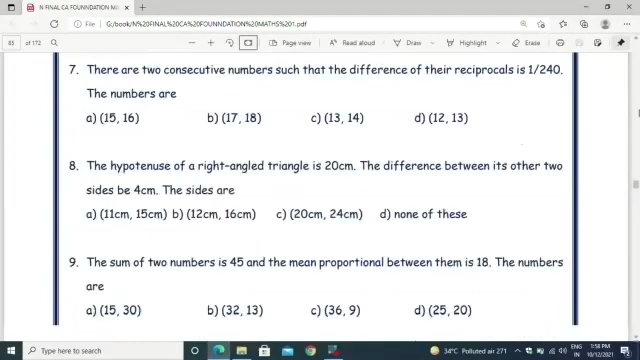 N FINAL CA FOUNNDATION MA
G:/book/N%20FINAL%20CA%20FOUNNDATION%20MATHS%201.pdf
85 of 172
Page view
Read aloud
Draw
Highlight
Erase
7. There are two consecutive numbers such that the difference of their reciprocals is 1/240.
The numbers are
a) (15, 16) b) (17, 18) c) (13, 14) d) (12, 13)
8. The hypotenuse of a right-angled triangle is 20cm. The difference between its other two
sides be 4cm. The sides are
a) (11cm, 15cm) b) (12cm, 16cm) c) (20cm, 24cm) d) none of these
9. The sum of two numbers is 45 and the mean proportional between them is 18. The numbers
are
a) (15, 30) b) (32, 13) c) (36, 9) d) (25, 20)
Type here to search
34°C Polluted air 271
ENG
IN
1:58 PM
10/12/2021